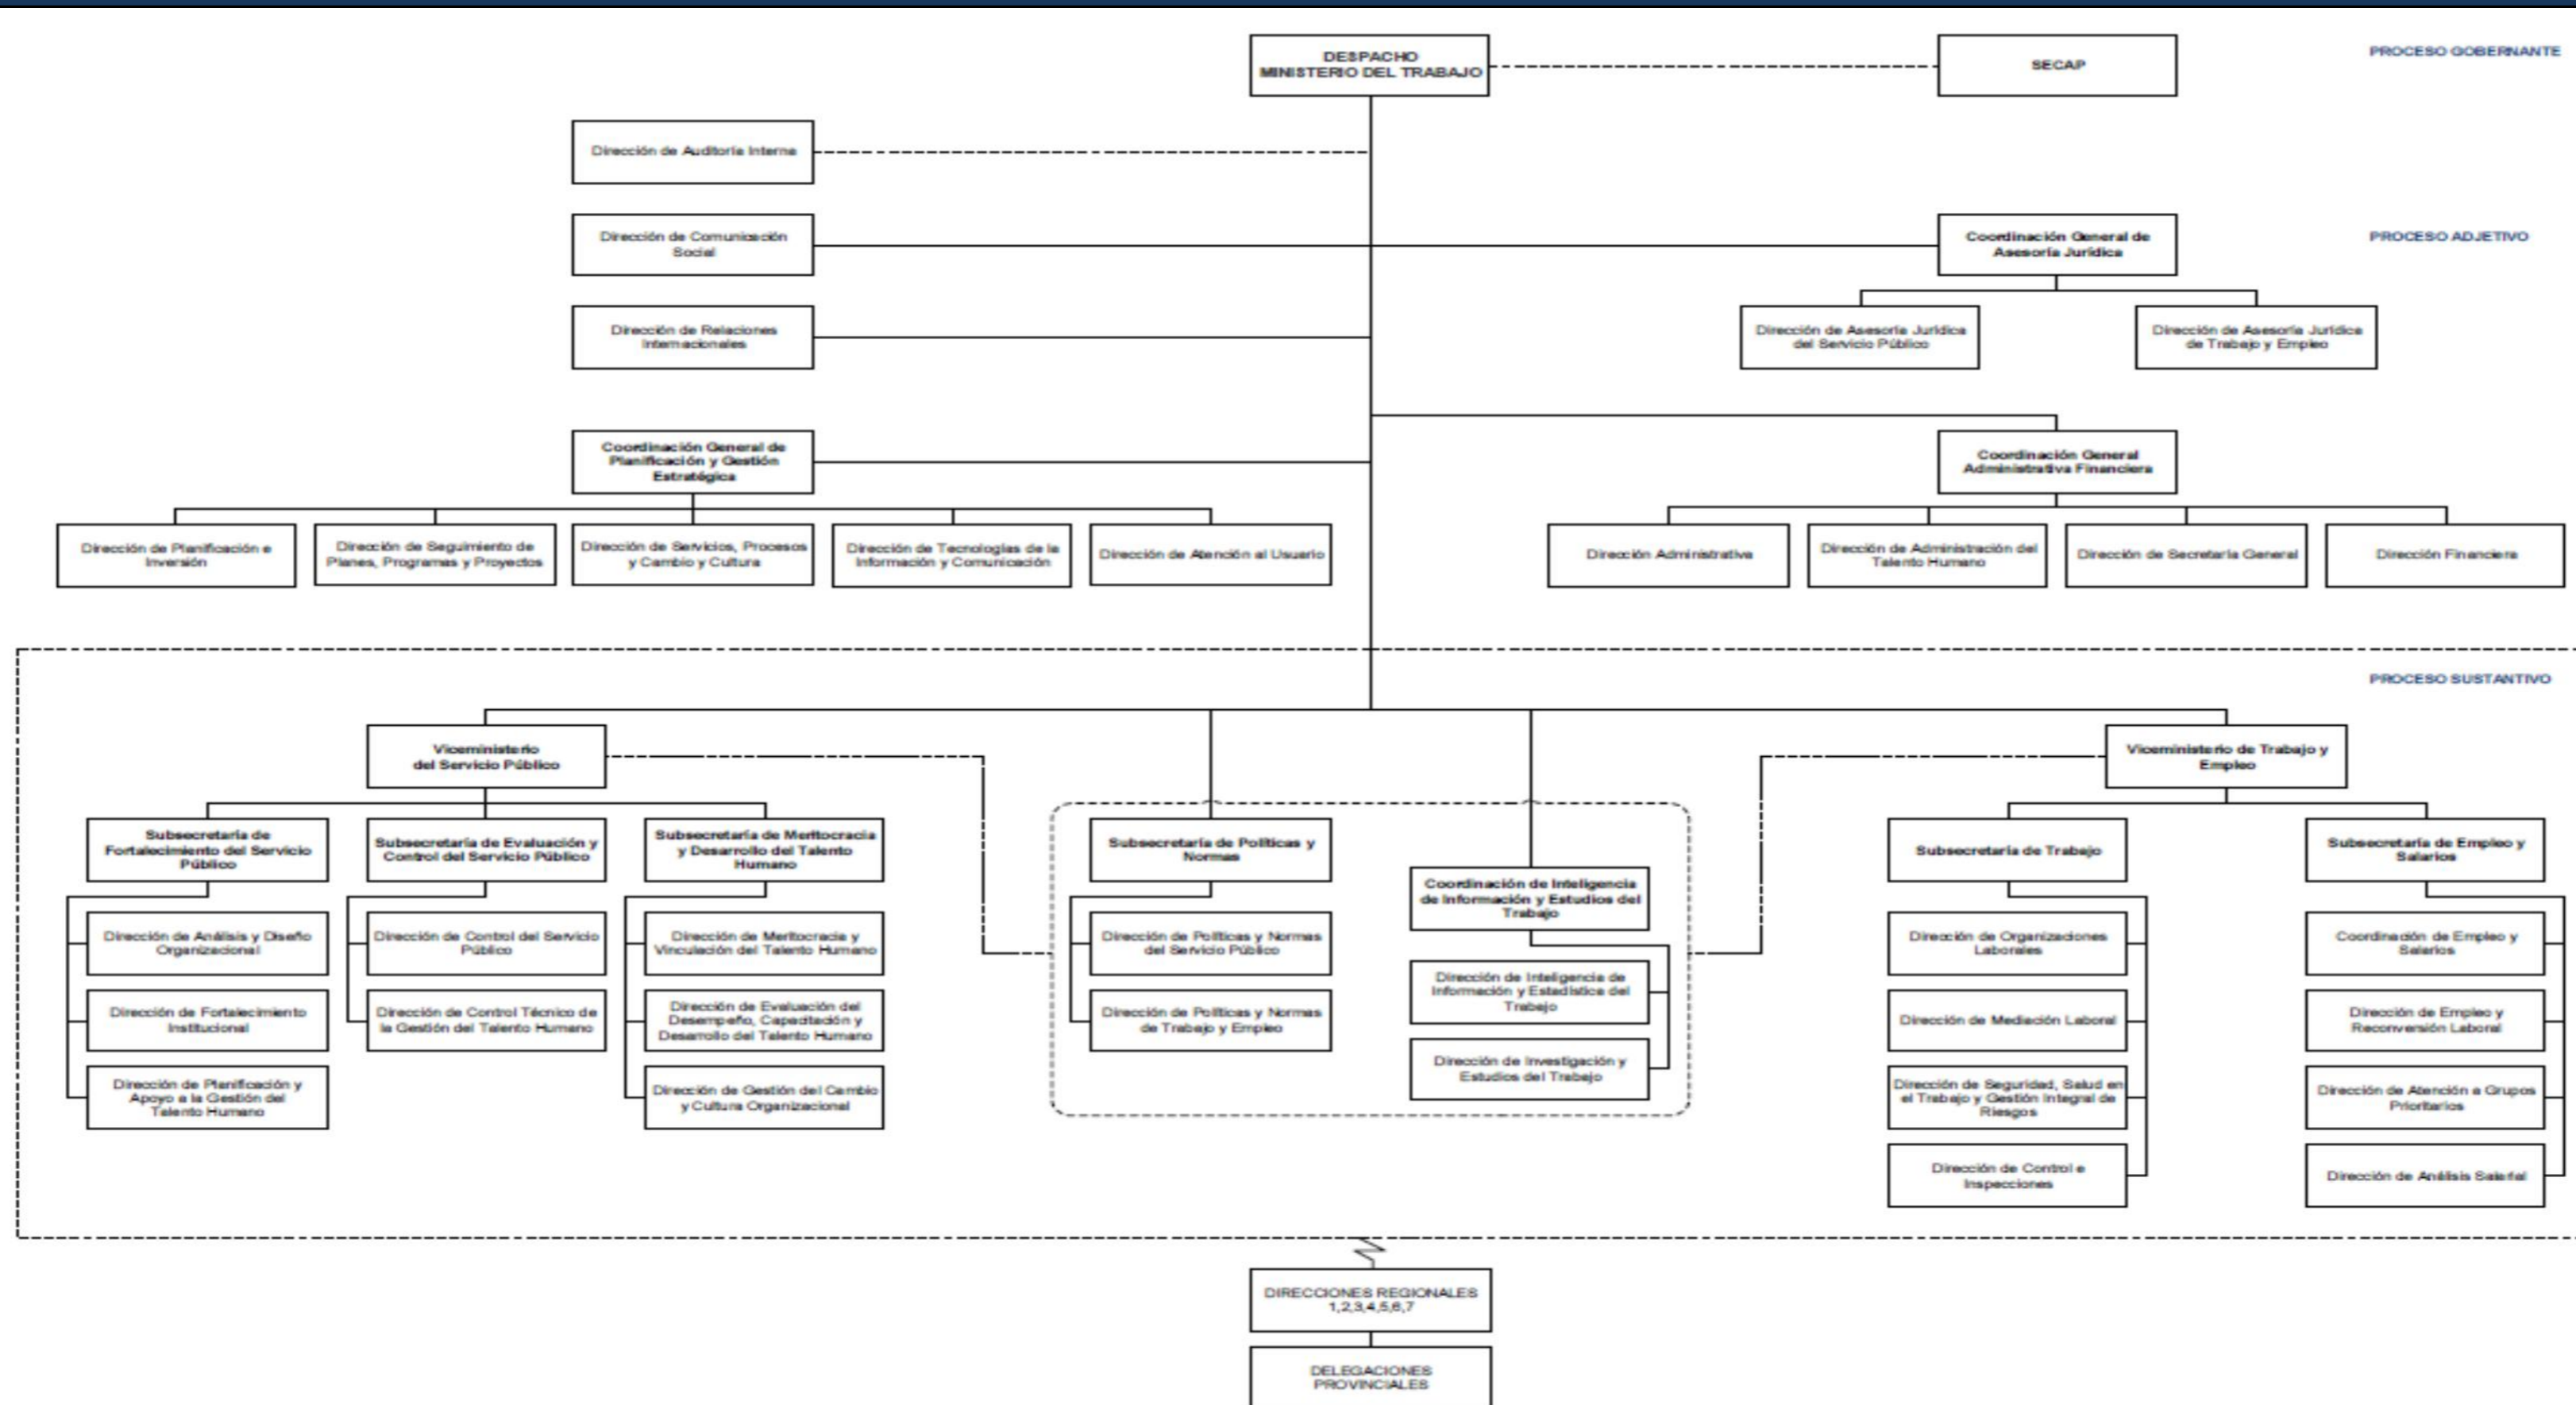 DESPACHO
MINISTERIO DEL TRABAJO
SECAP
PROCESO GOBERNANTE
Dirección de Auditoría Interna
Dirección de Comunicación
Social
Coordinación General de
Asesoría Jurídica
PROCESO ADJETIVO
Dirección de Relaciones
Internacionales
Dirección de Asesoría Jurídica
del Servicio Público
Dirección de Asesoría Jurídica
de Trabajo y Empleo
Coordinación General de
Planificación y Gestión
Estratégica
Coordinación General
Administrativa Financiera
Dirección de Planificación e
Inversión
Dirección de Seguimiento de
Planes, Programas y Proyectos
Dirección de Servicios, Procesos
y Cambio y Cultura
Dirección de Tecnologías de la
Información y Comunicación
Dirección de Atención al Usuario
Dirección Administrativa
Dirección de Administración del
Talento Humano
Dirección de Secretaría General
Dirección Financiera
PROCESO SUSTANTIVO
Viceministerio
del Servicio Público
Viceministerio de Trabajo y
Empleo
Subsecretaría de
Fortalecimiento del Servicio
Público
Subsecretaría de Evaluación y
Control del Servicio Público
Subsecretaría de Meritocracia
y Desarrollo del Talento
Humano
Subsecretaría de Políticas y
Normas
Coordinación de Inteligencia
de Información y Estudios del
Trabajo
Subsecretaría de Trabajo
Subsecretaría de Empleo y
Salarios
Dirección de Análisis y Diseño
Organizacional
Dirección de Control del Servicio
Público
Dirección de Meritocracia y
Vinculación del Talento Humano
Dirección de Políticas y Normas
del Servicio Público
Dirección de Inteligencia de
Información y Estadística del
Trabajo
Dirección de Organizaciones
Laborales
Coordinación de Empleo y
Salarios
Dirección de Fortalecimiento
Institucional
Dirección de Control Técnico de
la Gestión del Talento Humano
Dirección de Evaluación del
Desempeño, Capacitación y
Desarrollo del Talento Humano
Dirección de Políticas y Normas
de Trabajo y Empleo
Dirección de Investigación y
Estudios del Trabajo
Dirección de Mediación Laboral
Dirección de Empleo y
Reconversión Laboral
Dirección de Planificación y
Apoyo a la Gestión del
Talento Humano
Dirección de Gestión del Cambio
y Cultura Organizacional
Dirección de Seguridad, Salud en
el Trabajo y Gestión Integral de
Riesgos
Dirección de Atención a Grupos
Prioritarios
Dirección de Control e
Inspecciones
Dirección de Análisis Salarial
DIRECCIONES REGIONALES
1,2,3,4,5,6,7
DELEGACIONES
PROVINCIALES